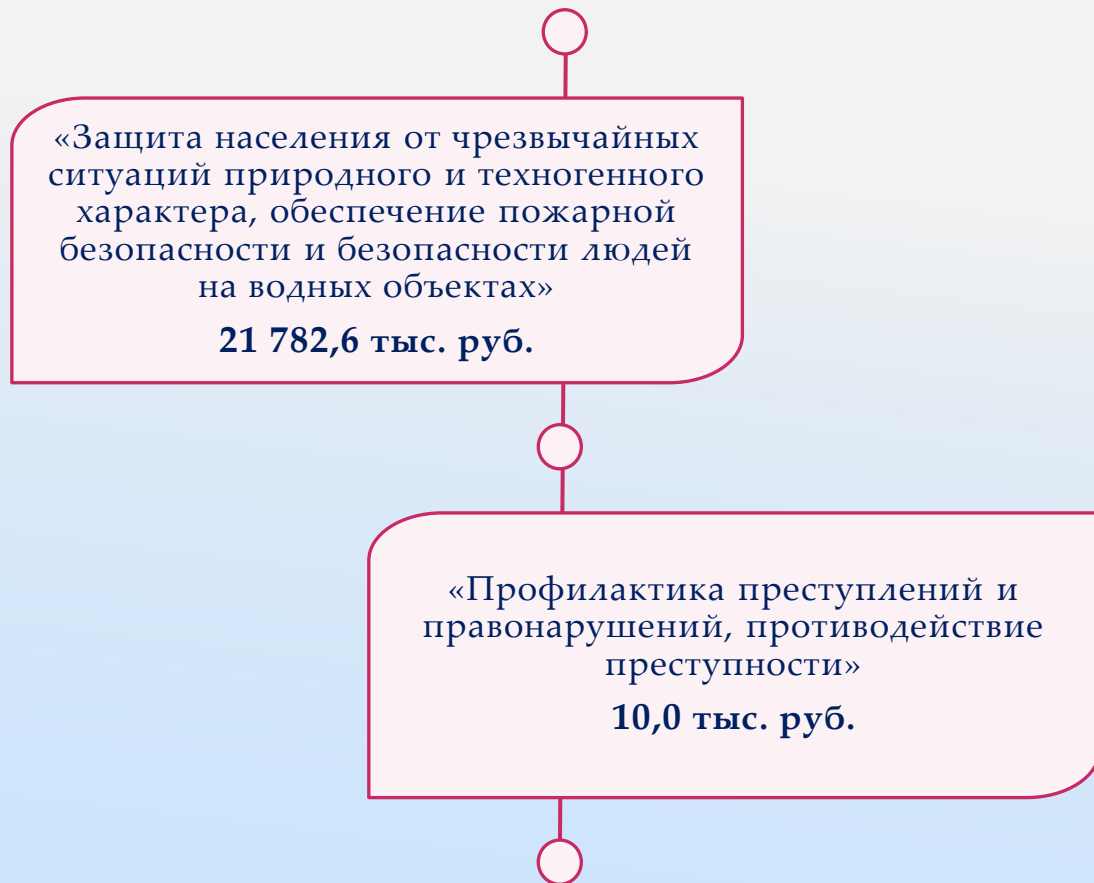 «Защита населения от чрезвычайных
ситуаций природного и техногенного
характера, обеспечение пожарной
безопасности и безопасности людей
на водных объектах»
21 782,6 тыс. руб.
«Профилактика преступлений и
правонарушений, противодействие
преступности»
10,0 тыс. руб.